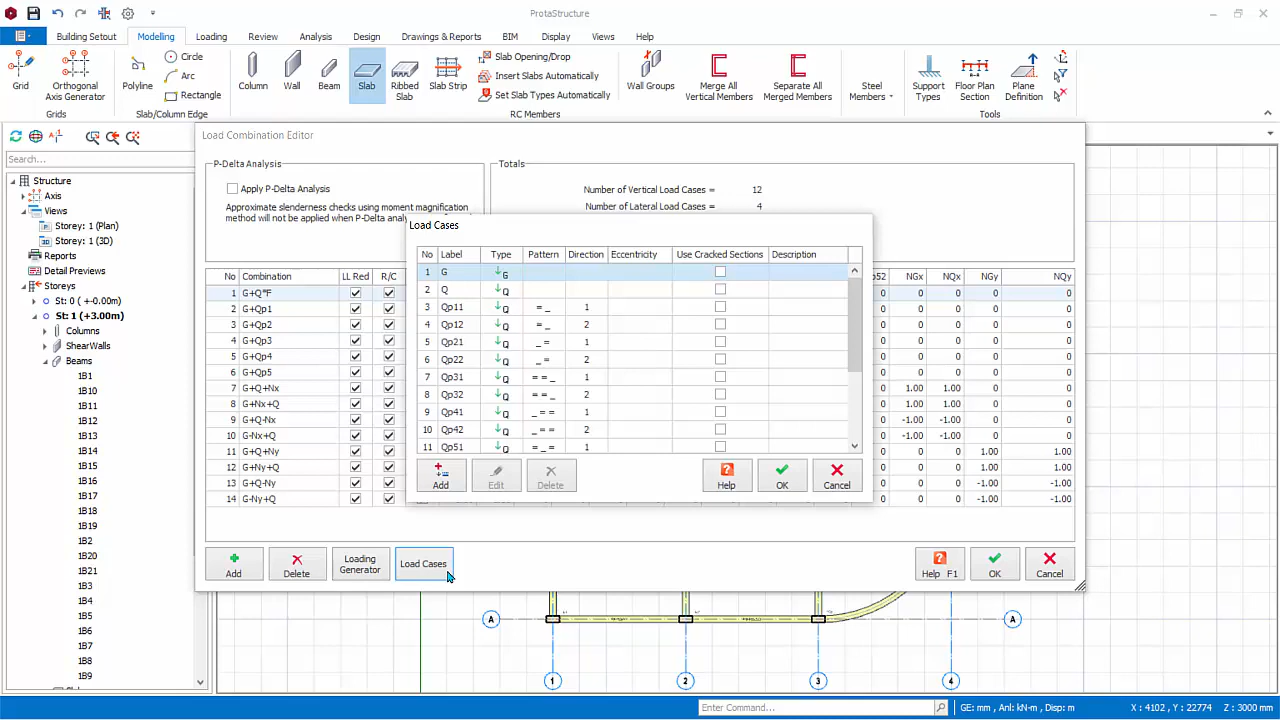 ProtaStructure
Building Setout Modelling Loading Review Analysis Design Drawings & Reports BIM Display Views Help
Grid
Orthogonal
Axis Generator
Grids
Polyline
Circle
Arc
Rectangle
Slab/Column Edge
Column
Wall
Beam
Slab
Ribbed
Slab
Slab Strip
Slab Opening/Drop
Insert Slabs Automatically
Set Slab Types Automatically
RC Members
Wall Groups
Merge All
Vertical Members
Separate All
Merged Members
Steel
Members
Support
Types
Floor Plan
Section
Plane
Definition
Tools
Search...
Structure
Axis
Views
Storey: 1 (Plan)
Storey: 1 (3D)
Reports
Detail Previews
Storeys
St: 0 (+-0.00m)
St: 1 (+3.00m)
Columns
ShearWalls
Beams
1B1
1B10
1B11
1B12
1B13
1B14
1B15
1B16
1B17
1B18
1B19
1B2
1B20
1B21
1B3
1B4
1B5
1B6
1B7
1B8
1B9
Load Combination Editor
P-Delta Analysis
Apply P-Delta Analysis
Approximate slenderness checks using moment magnification
method will not be applied when P-Delta analy
Totals
Number of Vertical Load Cases = 12
Number of Lateral Load Cases = 4
No Combination LL Red R/C
1 G+Q*F
2 G+Qp1
3 G+Qp2
4 G+Qp3
5 G+Qp4
6 G+Qp5
7 G+Q+Nx
8 G+Nx+Q
9 G+Q-Nx
10 G-Nx+Q
11 G+Q+Ny
12 G+Ny+Q
13 G+Q-Ny
14 G-Ny+Q
p52 NGx NQx NGy NQy
0 0 0 0 0
0 0 0 0 0
0 0 0 0 0
0 0 0 0 0
0 0 0 0 0
0 0 0 0 0
0 1.00 1.00 0 0
0 1.00 1.00 0 0
0 -1.00 -1.00 0 0
0 -1.00 -1.00 0 0
0 0 0 1.00 1.00
0 0 0 1.00 1.00
0 0 0 -1.00 -1.00
0 0 0 -1.00 -1.00
Load Cases
No Label Type Pattern Direction Eccentricity Use Cracked Sections Description
1 G G
2 Q Q
3 Qp11 Q = _ 1
4 Qp12 Q = _ 2
5 Qp21 Q _ = 1
6 Qp22 Q _ = 2
7 Qp31 Q = = _ 1
8 Qp32 Q = = _ 2
9 Qp41 Q _ = = 1
10 Qp42 Q _ = = 2
11 Qp51 Q = _ = 1
Add Edit Delete Help OK Cancel
Add
Delete
Loading
Generator
Load Cases
Help F1
OK
Cancel
A A
1 2 3 4
Enter Command...
GE: mm , Anl: kN-m , Disp: m
X : 4102 , Y : 22774
Z : 3000 mm